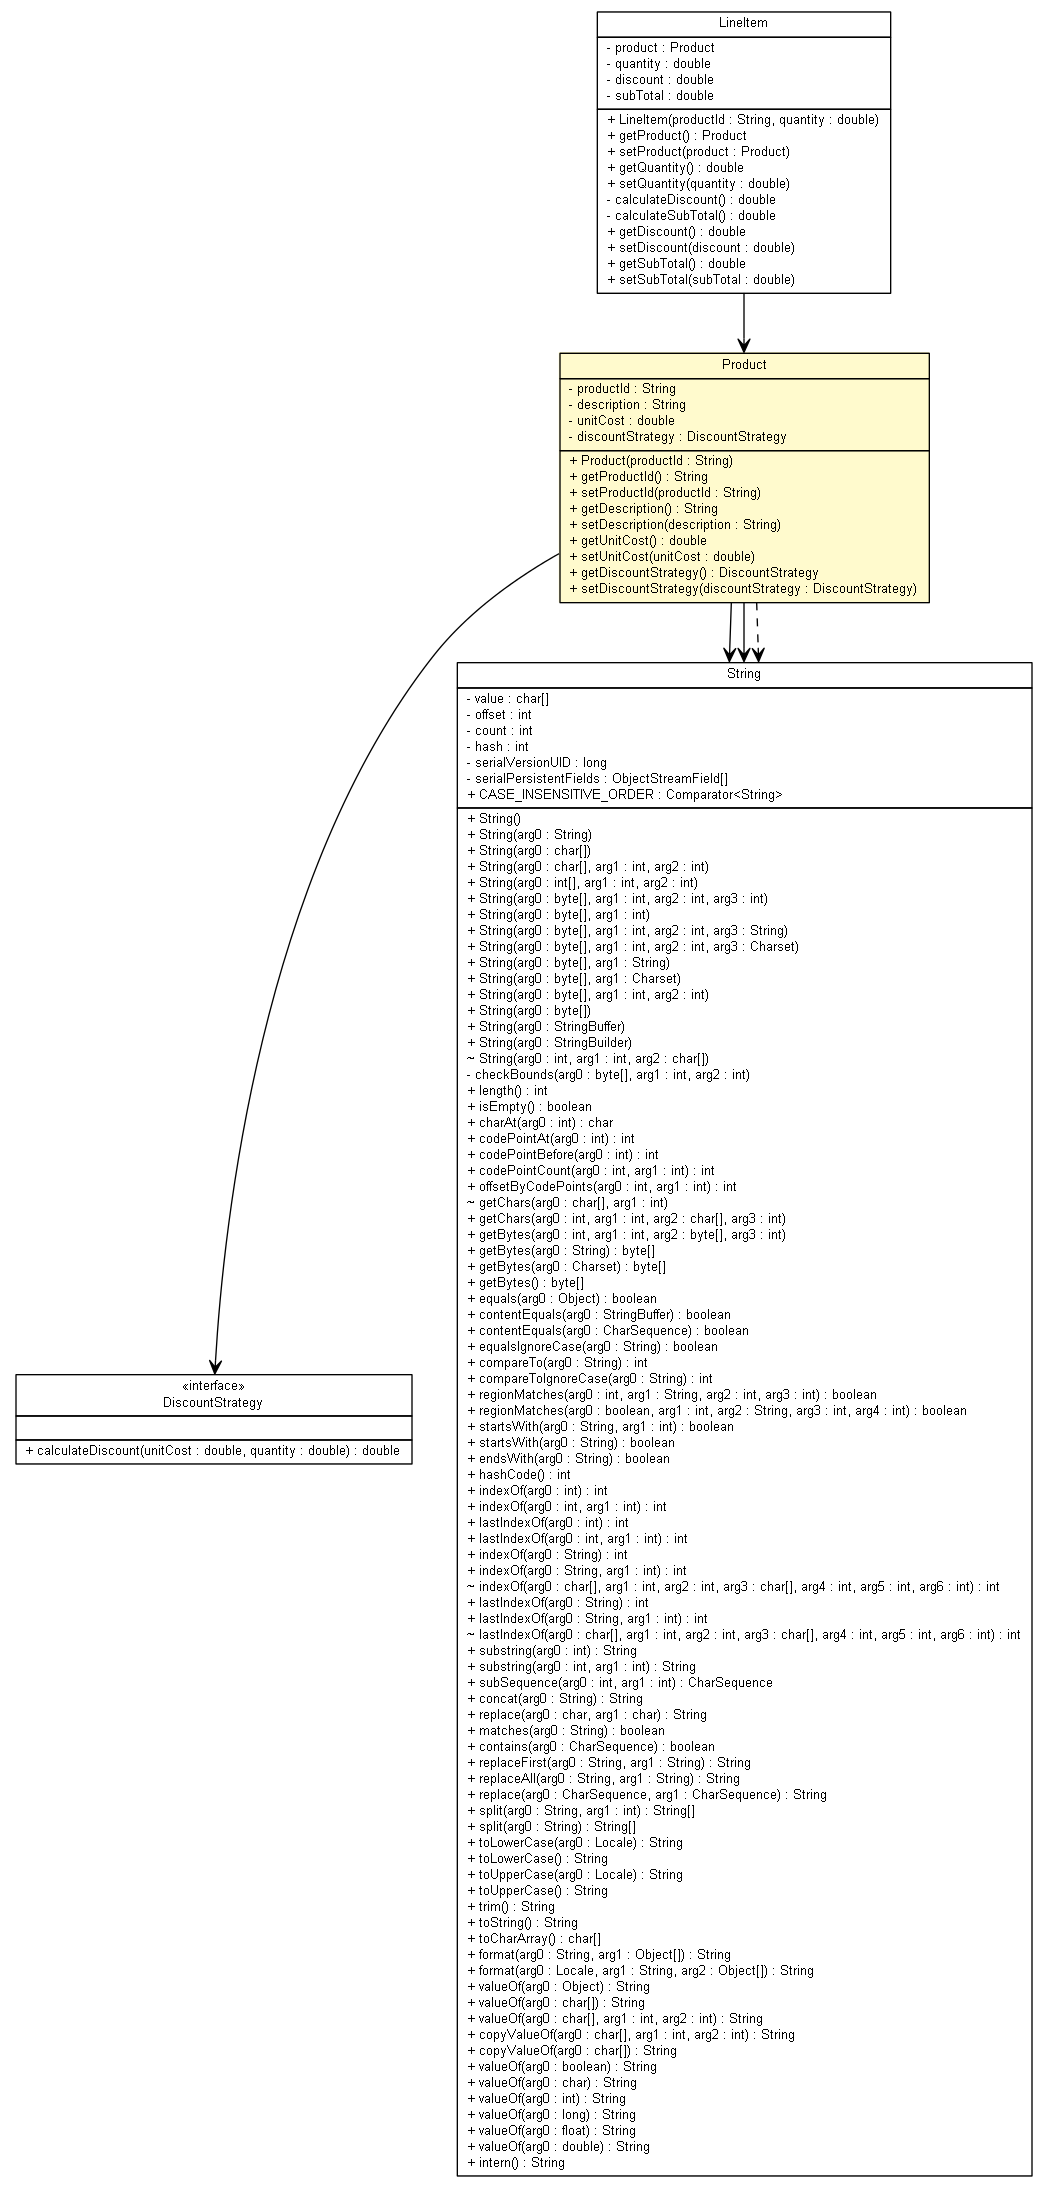 LineItem
- product : Product
- quantity : double
- discount : double
- subTotal : double
+ LineItem(productId : String, quantity : double)
+ getProduct() : Product
+ setProduct(product : Product)
+ getQuantity() : double
+ setQuantity(quantity : double)
- calculateDiscount() : double
- calculateSubTotal() : double
+ getDiscount() : double
+ setDiscount(discount : double)
+ getSubTotal() : double
+ setSubTotal(subTotal : double)
Product
- productId : String
- description : String
- unitCost : double
- discountStrategy : DiscountStrategy
+ Product(productId : String)
+ getProductId() : String
+ setProductId(productId : String)
+ getDescription() : String
+ setDescription(description : String)
+ getUnitCost() : double
+ setUnitCost(unitCost : double)
+ getDiscountStrategy() : DiscountStrategy
+ setDiscountStrategy(discountStrategy : DiscountStrategy)
String
- value : char[]
- offset : int
- count : int
- hash : int
- serialVersionUID : long
- serialPersistentFields : ObjectStreamField[]
+ CASE_INSENSITIVE_ORDER : Comparator<String>
+ String()
+ String(arg0 : String)
+ String(arg0 : char[])
+ String(arg0 : char[], arg1 : int, arg2 : int)
+ String(arg0 : int[], arg1 : int, arg2 : int)
+ String(arg0 : byte[], arg1 : int, arg2 : int, arg3 : int)
+ String(arg0 : byte[], arg1 : int)
+ String(arg0 : byte[], arg1 : int, arg2 : int, arg3 : String)
+ String(arg0 : byte[], arg1 : int, arg2 : int, arg3 : Charset)
+ String(arg0 : byte[], arg1 : String)
+ String(arg0 : byte[], arg1 : Charset)
+ String(arg0 : byte[], arg1 : int, arg2 : int)
+ String(arg0 : byte[])
+ String(arg0 : StringBuffer)
+ String(arg0 : StringBuilder)
~ String(arg0 : int, arg1 : int, arg2 : char[])
- checkBounds(arg0 : byte[], arg1 : int, arg2 : int)
+ length() : int
+ isEmpty() : boolean
+ charAt(arg0 : int) : char
+ codePointAt(arg0 : int) : int
+ codePointBefore(arg0 : int) : int
+ codePointCount(arg0 : int, arg1 : int) : int
+ offsetByCodePoints(arg0 : int, arg1 : int) : int
~ getChars(arg0 : char[], arg1 : int)
+ getChars(arg0 : int, arg1 : int, arg2 : char[], arg3 : int)
+ getBytes(arg0 : int, arg1 : int, arg2 : byte[], arg3 : int)
+ getBytes(arg0 : String) : byte[]
+ getBytes(arg0 : Charset) : byte[]
+ getBytes() : byte[]
+ equals(arg0 : Object) : boolean
+ contentEquals(arg0 : StringBuffer) : boolean
+ contentEquals(arg0 : CharSequence) : boolean
+ equalsIgnoreCase(arg0 : String) : boolean
+ compareTo(arg0 : String) : int
+ compareToIgnoreCase(arg0 : String) : int
+ regionMatches(arg0 : int, arg1 : String, arg2 : int, arg3 : int) : boolean
+ regionMatches(arg0 : boolean, arg1 : int, arg2 : String, arg3 : int, arg4 : int) : boolean
+ startsWith(arg0 : String, arg1 : int) : boolean
+ startsWith(arg0 : String) : boolean
+ endsWith(arg0 : String) : boolean
+ hashCode() : int
+ indexOf(arg0 : int) : int
+ indexOf(arg0 : int, arg1 : int) : int
+ lastIndexOf(arg0 : int) : int
+ lastIndexOf(arg0 : int, arg1 : int) : int
+ indexOf(arg0 : String) : int
+ indexOf(arg0 : String, arg1 : int) : int
~ indexOf(arg0 : char[], arg1 : int, arg2 : int, arg3 : char[], arg4 : int, arg5 : int, arg6 : int) : int
+ lastIndexOf(arg0 : String) : int
+ lastIndexOf(arg0 : String, arg1 : int) : int
~ lastIndexOf(arg0 : char[], arg1 : int, arg2 : int, arg3 : char[], arg4 : int, arg5 : int, arg6 : int) : int
+ substring(arg0 : int) : String
+ substring(arg0 : int, arg1 : int) : String
+ subSequence(arg0 : int, arg1 : int) : CharSequence
+ concat(arg0 : String) : String
+ replace(arg0 : char, arg1 : char) : String
+ matches(arg0 : String) : boolean
+ contains(arg0 : CharSequence) : boolean
+ replaceFirst(arg0 : String, arg1 : String) : String
+ replaceAll(arg0 : String, arg1 : String) : String
+ replace(arg0 : CharSequence, arg1 : CharSequence) : String
+ split(arg0 : String, arg1 : int) : String[]
+ split(arg0 : String) : String[]
+ toLowerCase(arg0 : Locale) : String
+ toLowerCase() : String
+ toUpperCase(arg0 : Locale) : String
+ toUpperCase() : String
+ trim() : String
+ toString() : String
+ toCharArray() : char[]
+ format(arg0 : String, arg1 : Object[]) : String
+ format(arg0 : Locale, arg1 : String, arg2 : Object[]) : String
+ valueOf(arg0 : Object) : String
+ valueOf(arg0 : char[]) : String
+ valueOf(arg0 : char[], arg1 : int, arg2 : int) : String
+ copyValueOf(arg0 : char[], arg1 : int, arg2 : int) : String
+ copyValueOf(arg0 : char[]) : String
+ valueOf(arg0 : boolean) : String
+ valueOf(arg0 : char) : String
+ valueOf(arg0 : int) : String
+ valueOf(arg0 : long) : String
+ valueOf(arg0 : float) : String
+ valueOf(arg0 : double) : String
+ intern() : String
«interface»
DiscountStrategy
+ calculateDiscount(unitCost : double, quantity : double) : double